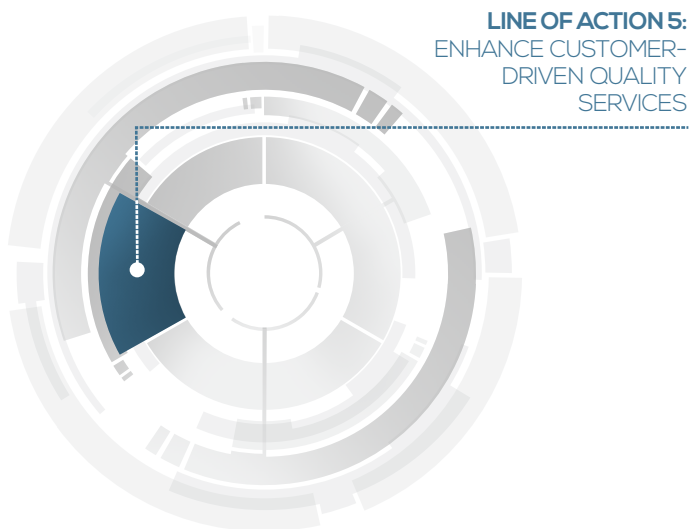 LINE OF ACTION 5:
ENHANCE CUSTOMER-
DRIVEN QUALITY
SERVICES